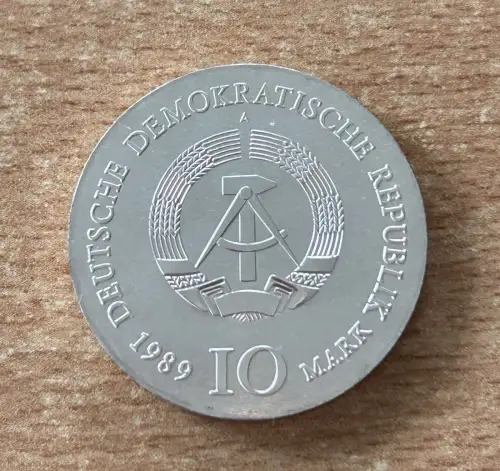 DEUTSCHE DEMOKRATISCHE REPUBLIK
A
1989 10 MARK